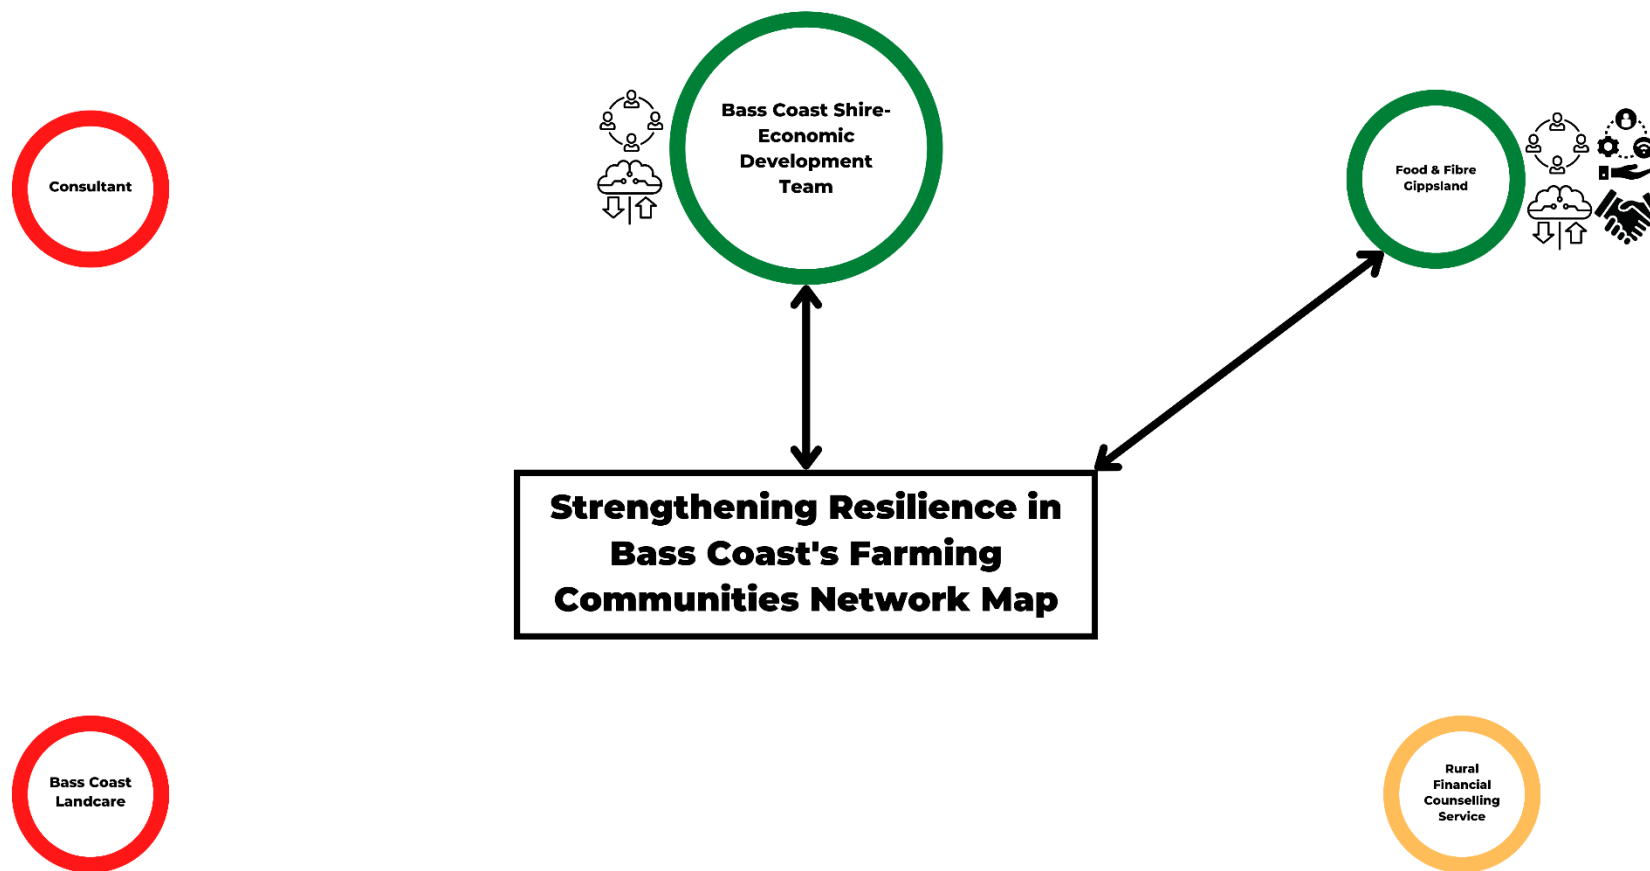 Consultant
Bass Coast Shire-
Economic
Development
Team
Food & Fibre
Gippsland
Strengthening Resilience in
Bass Coast's Farming
Communities Network Map
Bass Coast
Landcare
Rural
Financial
Counselling
Service